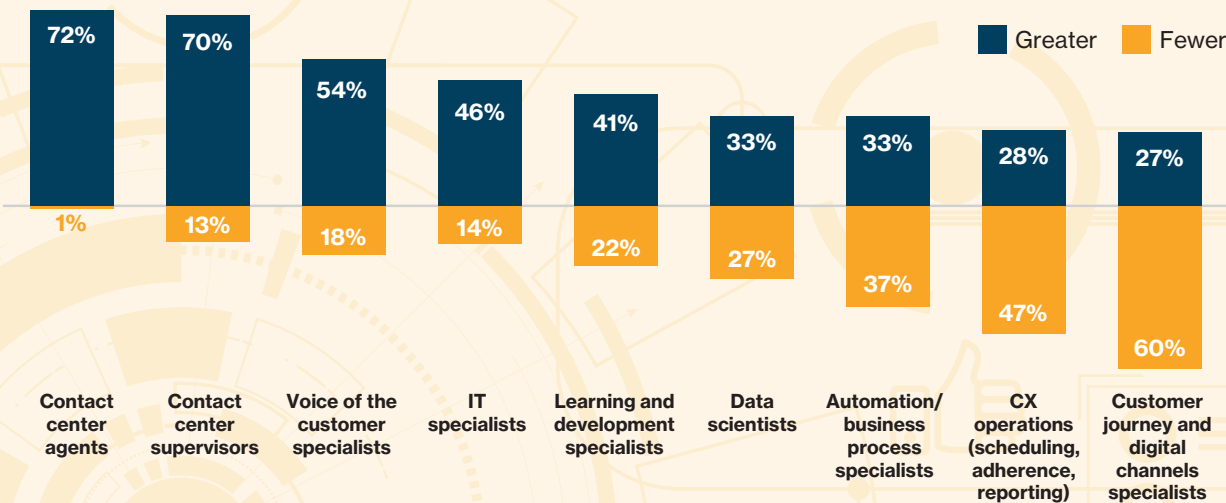 Greater Fewer
72% 70% 54% 46% 41% 33% 33% 28% 27%
1% 13% 18% 14% 22% 27% 37% 47% 60%
Contact
center
agents
Contact
center
supervisors
Voice of the
customer
specialists
IT
specialists
Learning and
development
specialists
Data
scientists
Automation/
business
process
specialists
CX
operations
(scheduling,
adherence,
reporting)
Customer
journey and
digital
channels
specialists